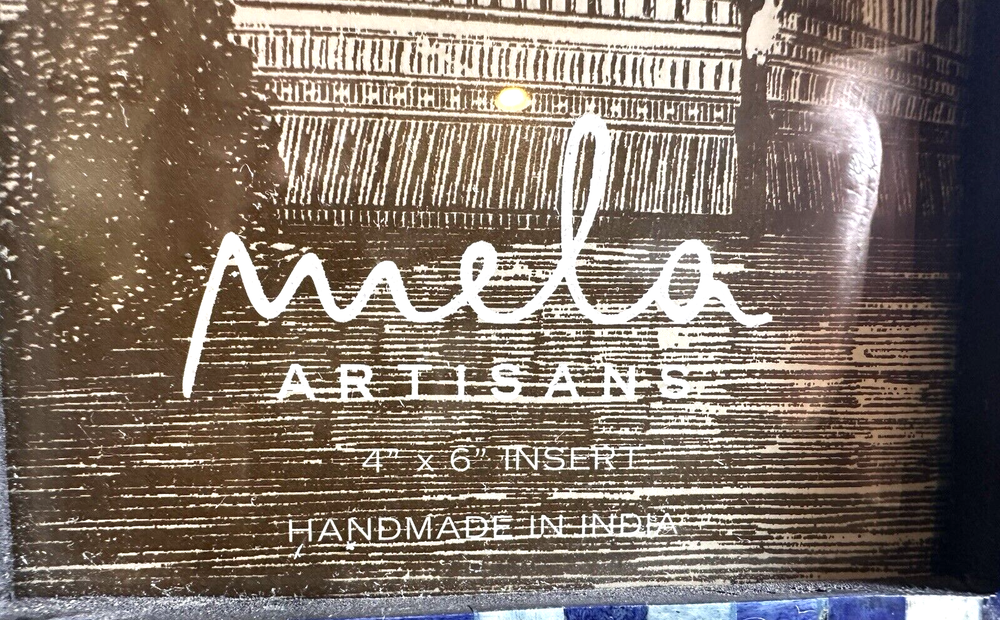 mela
ARTISANS
4” x 6” INSERT
HANDMADE IN INDIA